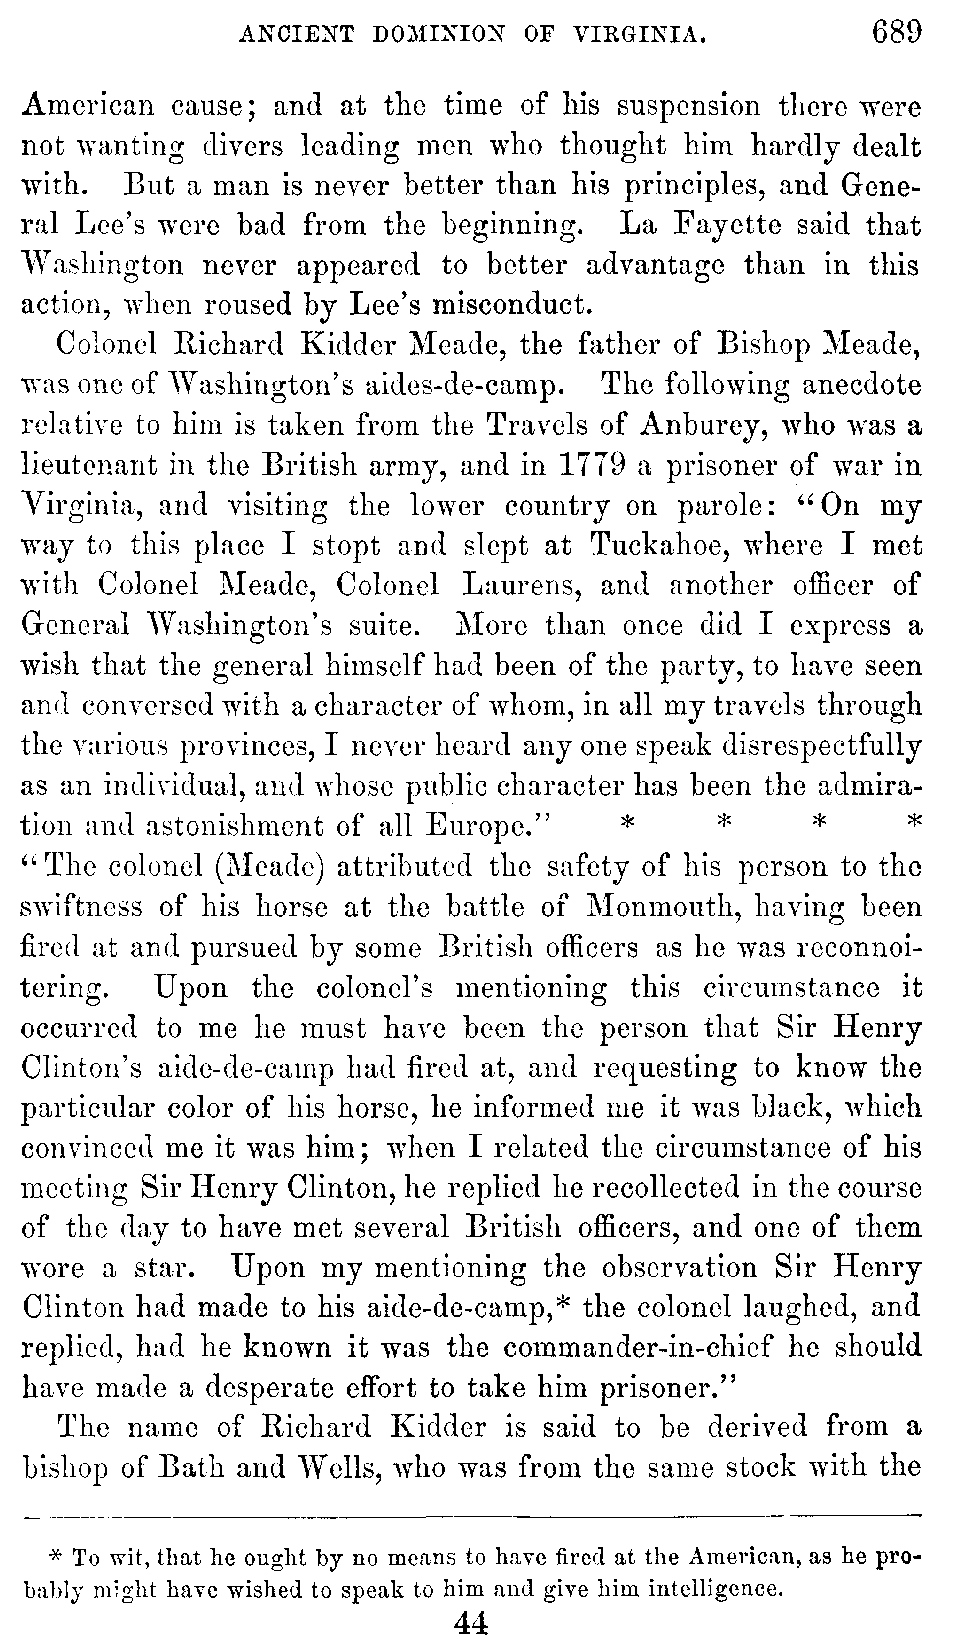 ANCIENT DOMINION OF VIRGINIA. 689
American cause; and at the time of his suspension there were
not wanting divers leading men who thought him hardly dealt
with. But a man is never better than his principles, and Gene-
ral Lee's were bad from the beginning. La Fayette said that
Washington never appeared to better advantage than in this
action, when roused by Lee's misconduct.
Colonel Richard Kidder Meade, the father of Bishop Meade,
was one of Washington's aides-de-camp. The following anecdote
relative to him is taken from the Travels of Anburey, who was a
lieutenant in the British army, and in 1779 a prisoner of war in
Virginia, and visiting the lower country on parole: "On my
way to this place I stopt and slept at Tuckahoe, where I met
with Colonel Meade, Colonel Laurens, and another officer of
General Washington's suite. More than once did I express a
wish that the general himself had been of the party, to have seen
and conversed with a character of whom, in all my travels through
the various provinces, I never heard any one speak disrespectfully
as an individual, and whose public character has been the admira-
tion and astonishment of all Europe." * * * *
"The colonel (Meade) attributed the safety of his person to the
swiftness of his horse at the battle of Monmouth, having been
fired at and pursued by some British officers as he was reconnoi-
tering. Upon the colonel's mentioning this circumstance it
occurred to me he must have been the person that Sir Henry
Clinton's aide-de-camp had fired at, and requesting to know the
particular color of his horse, he informed me it was black, which
convinced me it was him; when I related the circumstance of his
meeting Sir Henry Clinton, he replied he recollected in the course
of the day to have met several British officers, and one of them
wore a star. Upon my mentioning the observation Sir Henry
Clinton had made to his aide-de-camp,* the colonel laughed, and
replied, had he known it was the commander-in-chief he should
have made a desperate effort to take him prisoner."
The name of Richard Kidder is said to be derived from a
bishop of Bath and Wells, who was from the same stock with the
* To wit, that he ought by no means to have fired at the American, as he pro-
bably might have wished to speak to him and give him intelligence.
44